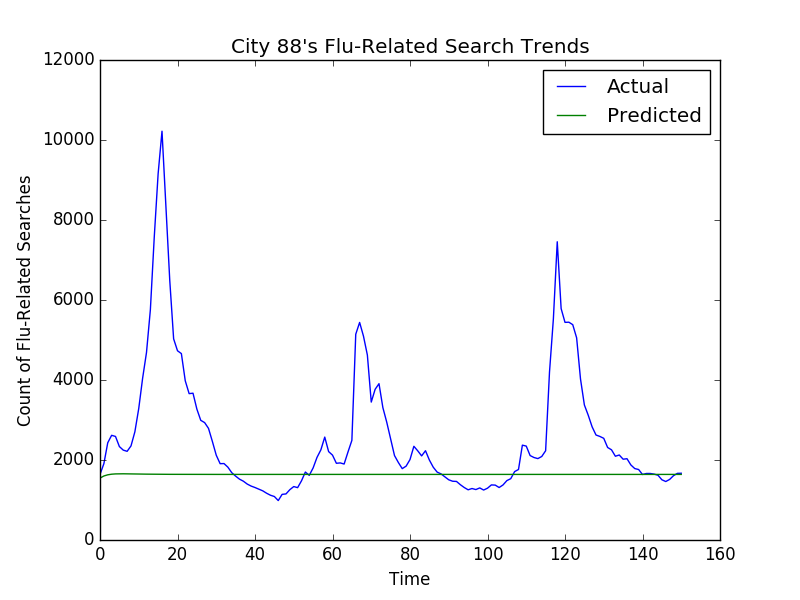 City 88's Flu-Related Search Trends
12000
10000
8000
6000
4000
2000
0
Count of Flu-Related Searches
Actual
Predicted
0 20 40 60 80 100 120 140 160
Time